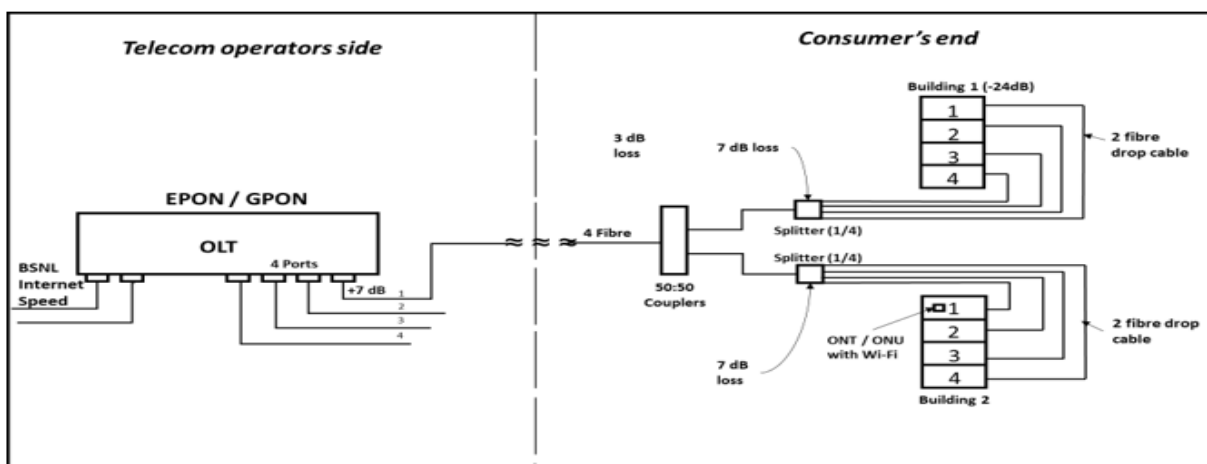 Telecom operators side
Consumer's end
Building 1 (-24dB)
1
2
3
4
2 fibre
drop cable
3 dB
loss
7 dB loss
EPON / GPON
OLT
4 Ports
BSNL
Internet
Speed
+7 dB
1
2
3
4
4 Fibre
Splitter (1/4)
Splitter (1/4)
50:50
Couplers
1
2
3
4
ONT / ONU
with Wi-Fi
2 fibre drop
cable
7 dB
loss
Building 2